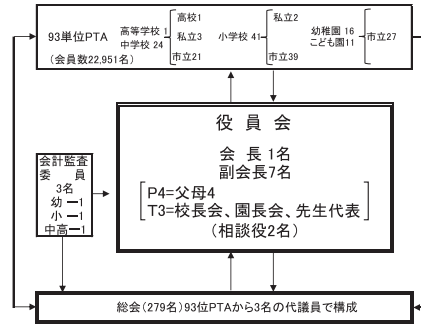 93単位PTA
(会員数22,951名)
高等学校 1
中学校 24
高校1
私立3
市立21
小学校 41
私立2
市立39
幼稚園 16
こども園11
市立27
役員会
会 長 1名
副会長7名
P4=父母4
T3=校長会、園長会、先生代表
(相談役2名)
会計監査
委 員
3名
幼 ー1
小 ー1
中高ー1
総会(279名)93位PTAから3名の代議員で構成